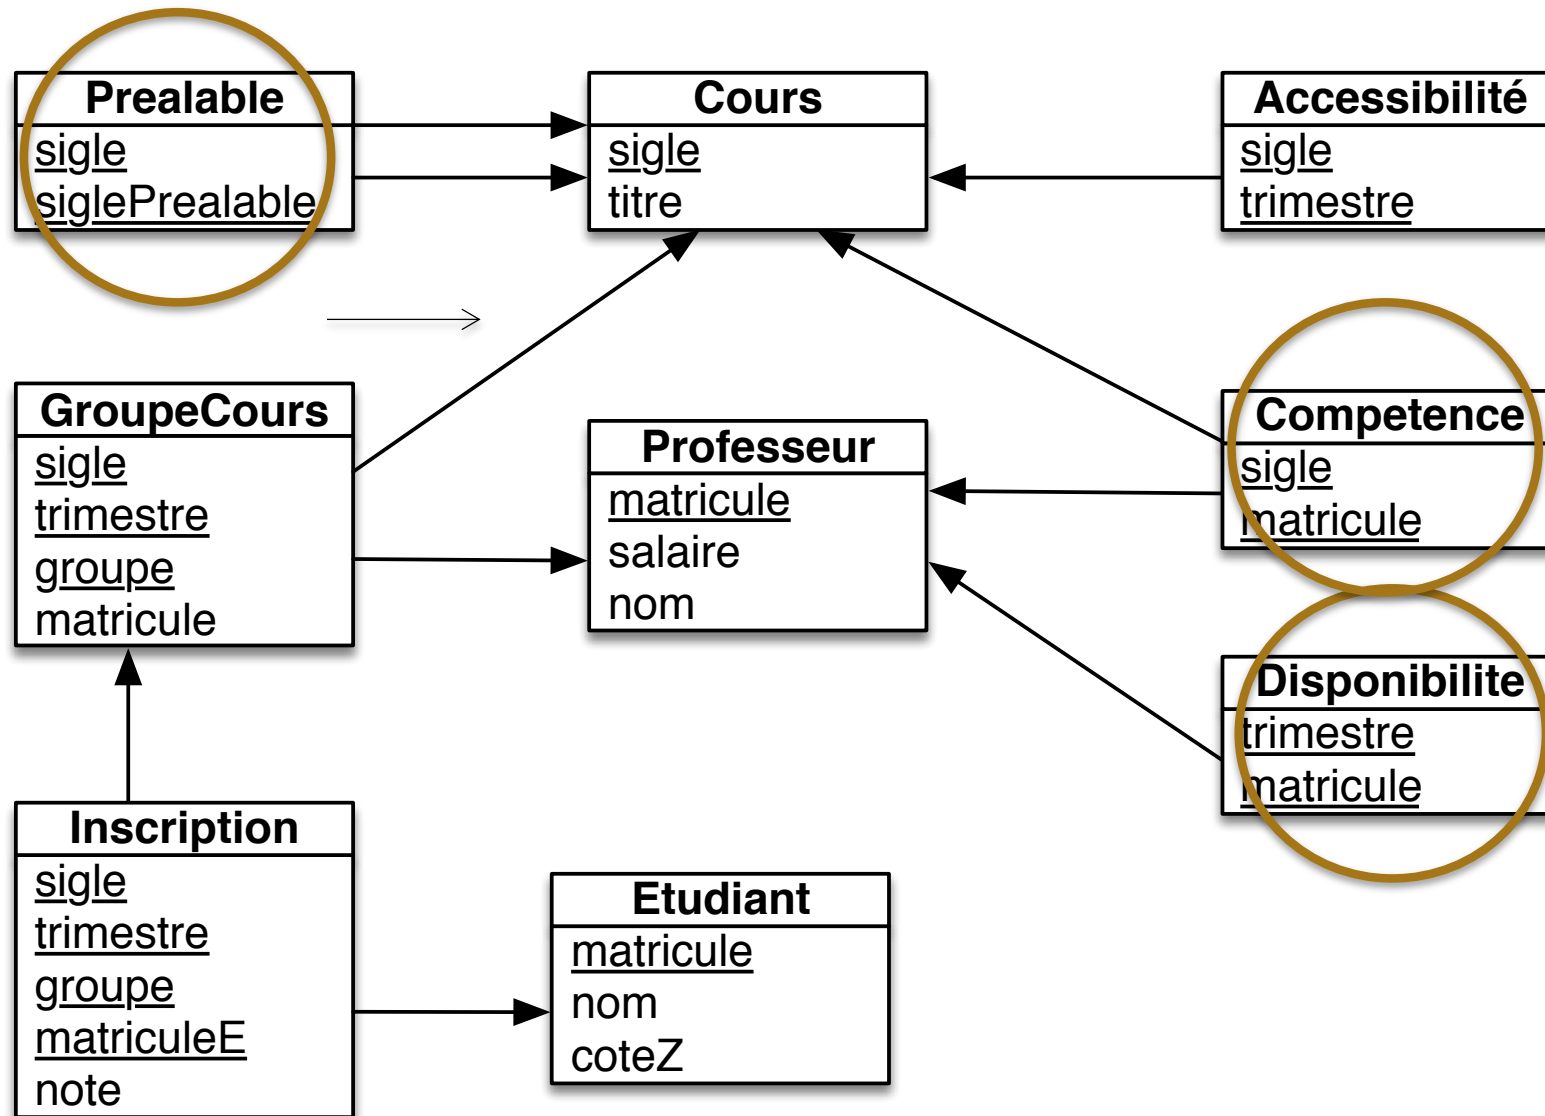 Prealable
sigle
siglePrealable
Cours
sigle
titre
Accessibilité
sigle
trimestre
GroupeCours
sigle
trimestre
groupe
matricule
Professeur
matricule
salaire
nom
Competence
sigle
matricule
Disponibilite
trimestre
matricule
Inscription
sigle
trimestre
groupe
matriculeE
note
Etudiant
matricule
nom
coteZ